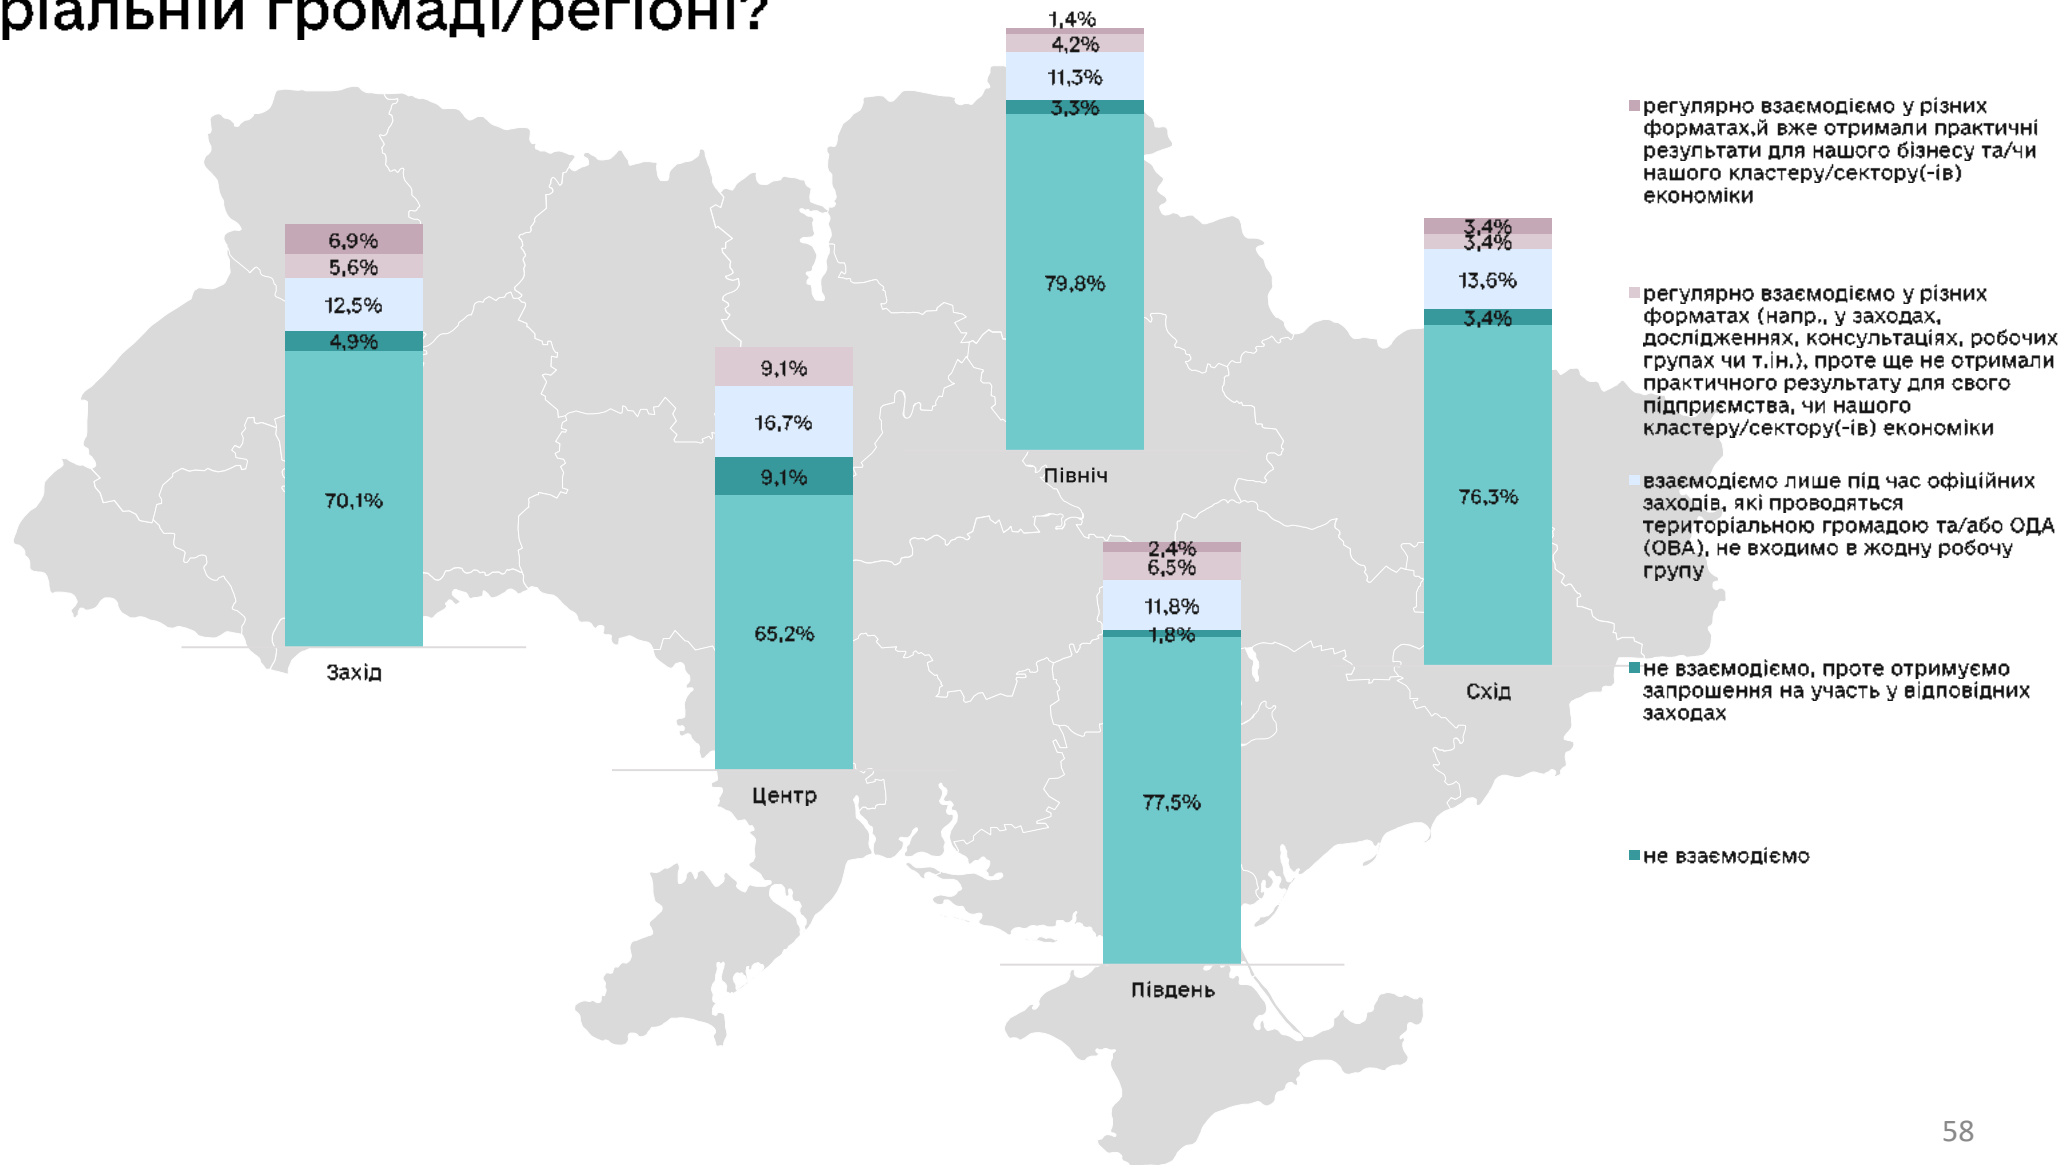 ріальній громаді/регіоні?
1,4%
4,2%
11,3%
3,3%
79,8%
Північ
6,9%
5,6%
12,5%
4,9%
70,1%
Захід
9,1%
16,7%
9,1%
65,2%
Центр
2,4%
6,5%
11,8%
1,8%
77,5%
Південь
3,4%
3,4%
13,6%
3,4%
76,3%
Схід
регулярно взаємодіємо у різних
форматах,й вже отримали практичні
результати для нашого бізнесу та/чи
нашого кластеру/сектору(-ів)
економіки
регулярно взаємодіємо у різних
форматах (напр., у заходах,
дослідженнях, консультаціях, робочих
групах чи т.ін.), проте ще не отримали
практичного результату для свого
підприємства, чи нашого
кластеру/сектору(-ів) економіки
взаємодіємо лише під час офіційних
заходів, які проводяться
територіальною громадою та/або ОДА
(ОВА), не входимо в жодну робочу
групу
не взаємодіємо, проте отримуємо
запрошення на участь у відповідних
заходах
не взаємодіємо
58